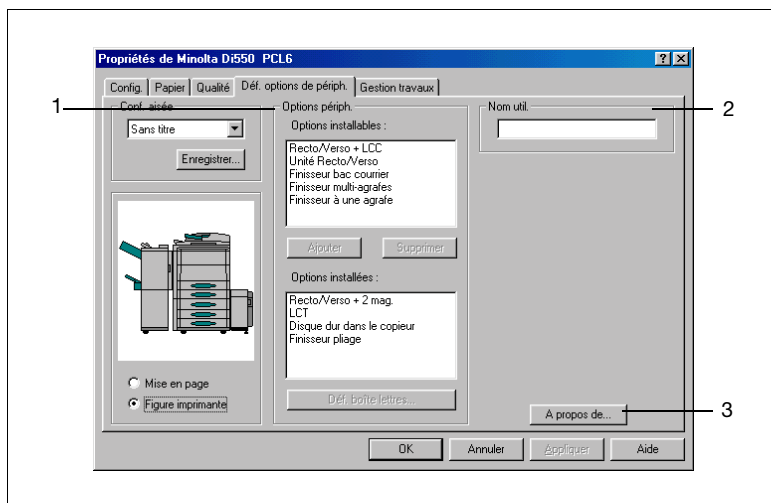 Propriétés de Minolta Di550 PCL6
Config.
Papier
Qualité
Déf. options de périph.
Gestion travaux
1
Conf. aisée
Sans titre
Enregistrer...
Mise en page
Figure imprimante
Options périph.
Options installables :
Recto/Verso + LCC
Unité Recto/Verso
Finisseur bac courrier
Finisseur multi-agrafes
Finisseur à une agrafe
Ajouter
Supprimer
Options installées :
Recto/Verso + 2 mag.
LCT
Disque dur dans le copieur
Finisseur pliage
Déf. boîte lettres...
Nom util.
2
A propos de...
3
OK
Annuler
Appliquer
Aide